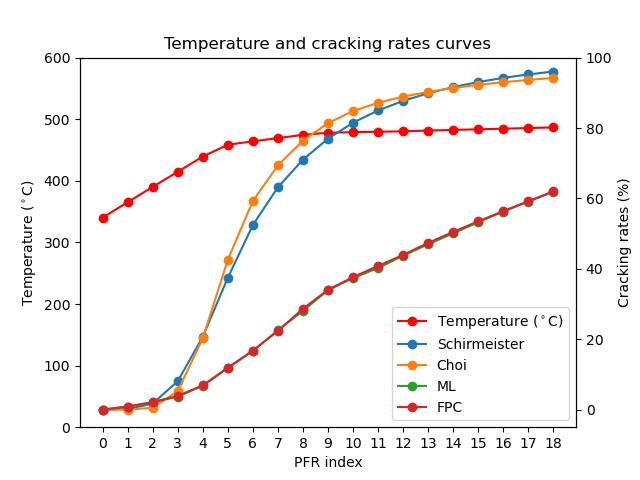 Temperature and cracking rates curves
600
500
400
300
200
100
0
Temperature (°C)
100
80
60
40
20
0
Cracking rates (%)
Temperature (°C)
Schirmeister
Choi
ML
FPC
0 1 2 3 4 5 6 7 8 9 10 11 12 13 14 15 16 17 18
PFR index